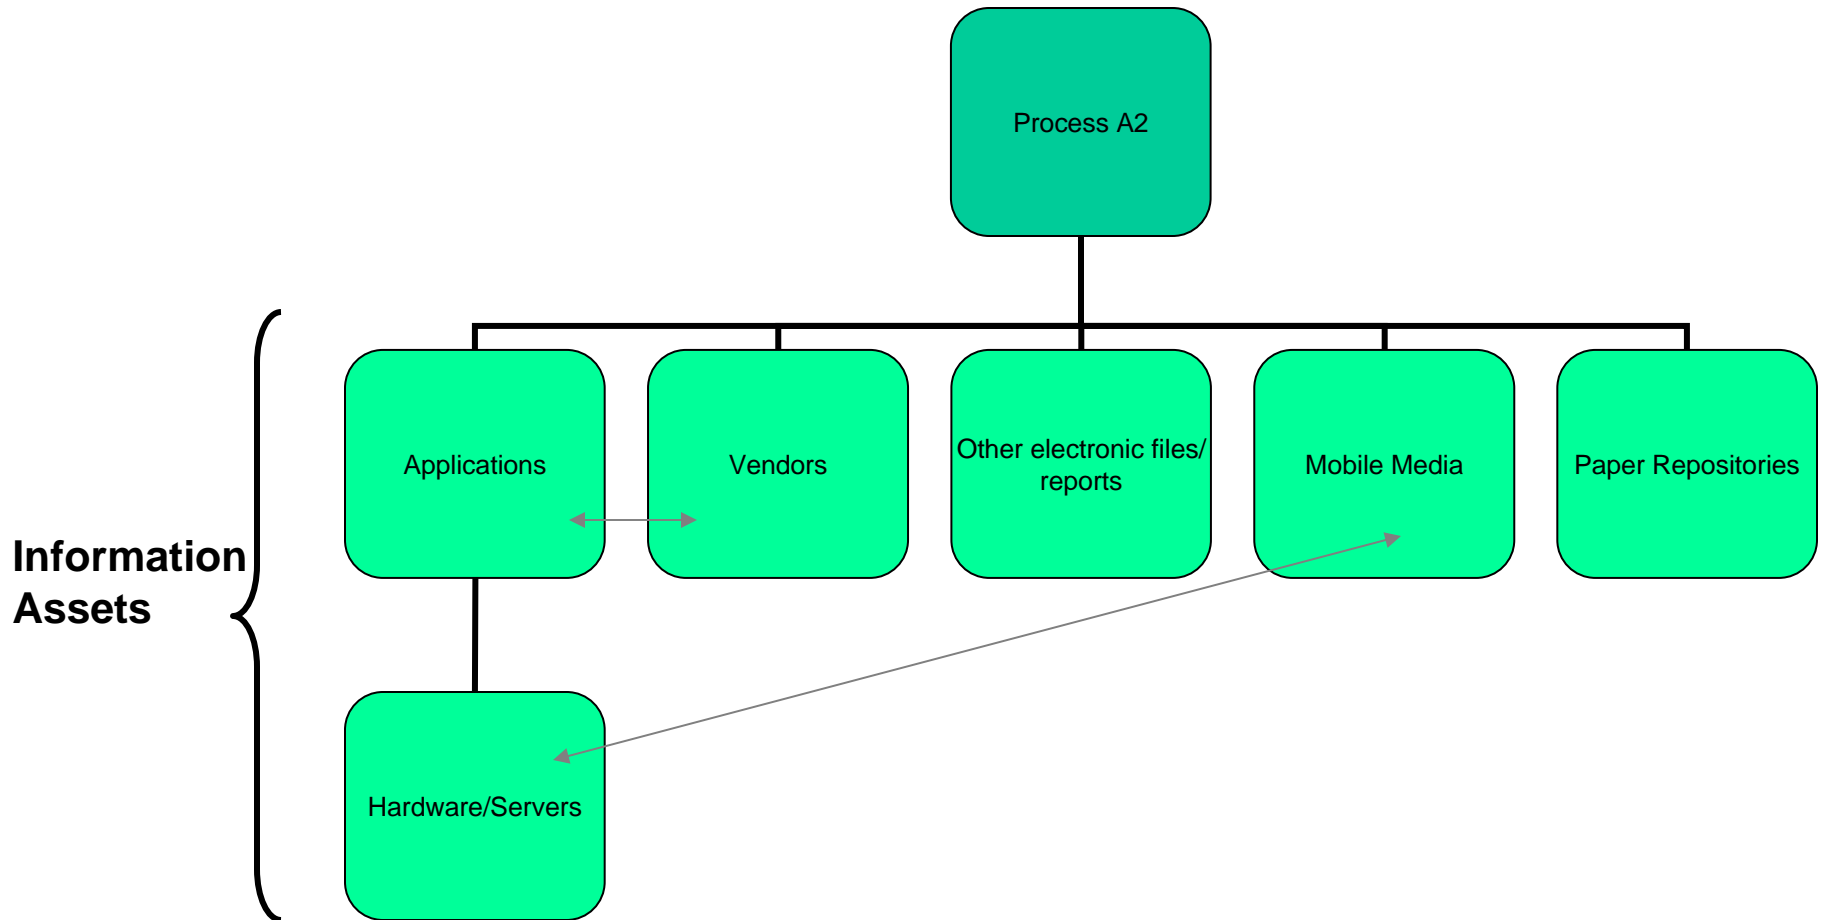 Process A2
Applications
Vendors
Other electronic files/
reports
Mobile Media
Paper Repositories
Information
Assets
Hardware/Servers